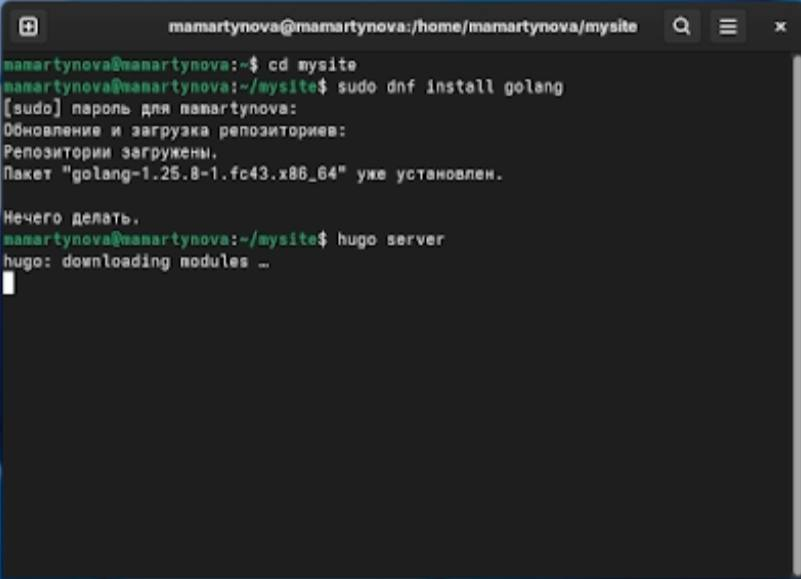 mamartynova@mamartynova:/home/mamartynova/mysite
mamartynova@mamartynova:~$ cd mysite
mamartynova@mamartynova:~/mysite$ sudo dnf install golang
[sudo] пароль для mamartynova:
Обновление и загрузка репозиториев:
Репозитории загружены.
Пакет "golang-1.25.8-1.fc43.x86_64" уже установлен.
Нечего делать.
mamartynova@mamartynova:~/mysite$ hugo server
hugo: downloading modules …